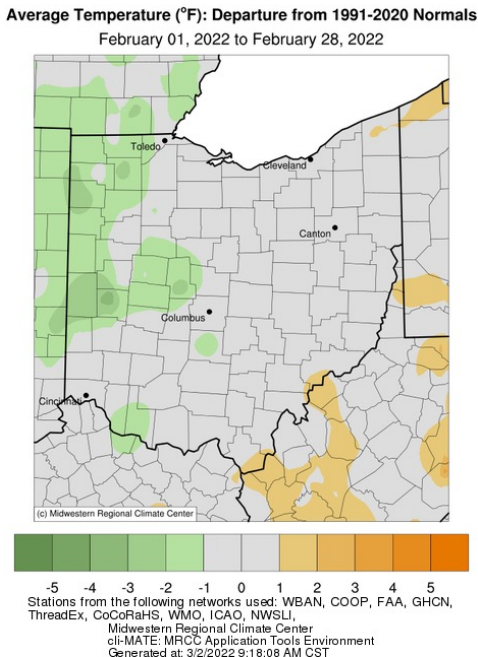 Average Temperature (°F): Departure from 1991-2020 Normals
February 01, 2022 to February 28, 2022
Toledo
Cleveland
Canton
Columbus
Cincinnati
(c) Midwestern Regional Climate Center
-5 -4 -3 -2 -1 0 1 2 3 4 5
Stations from the following networks used: WBAN, COOP, FAA, GHCN,
ThreadEx, CoCoRaHS, WMO, ICAO, NWSLI,
Midwestern Regional Climate Center
cli-MATE: MRCC Application Tools Environment
Generated at: 3/2/2022 9:18:08 AM CST